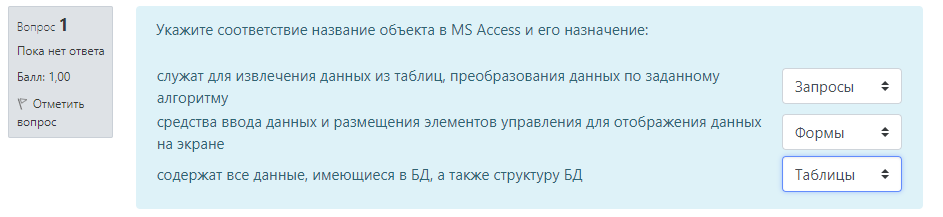 Вопрос 1
Пока нет ответа
Балл: 1,00
Отметить
вопрос
Укажите соответствие название объекта в MS Access и его назначение:
служат для извлечения данных из таблиц, преобразования данных по заданному
алгоритму
Запросы
средства ввода данных и размещения элементов управления для отображения данных
на экране
Формы
содержат все данные, имеющиеся в БД, а также структуру БД
Таблицы